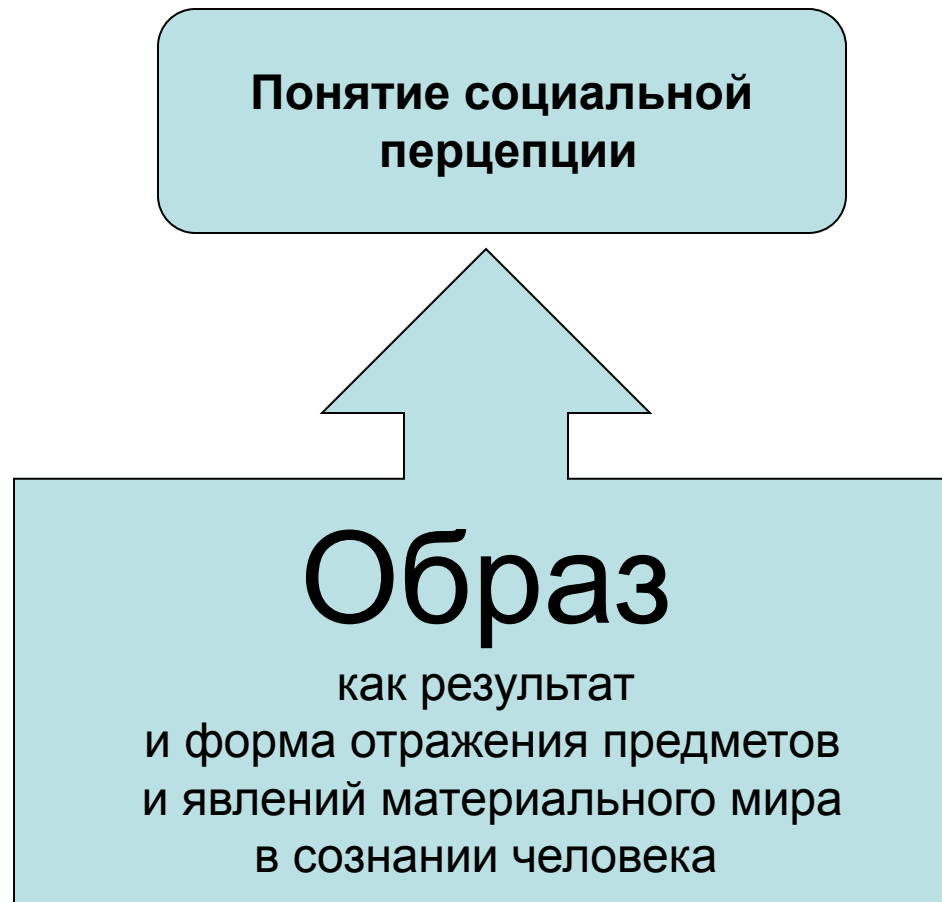 Понятие социальной
перцепции
Образ
как результат
и форма отражения предметов
и явлений материального мира
в сознании человека